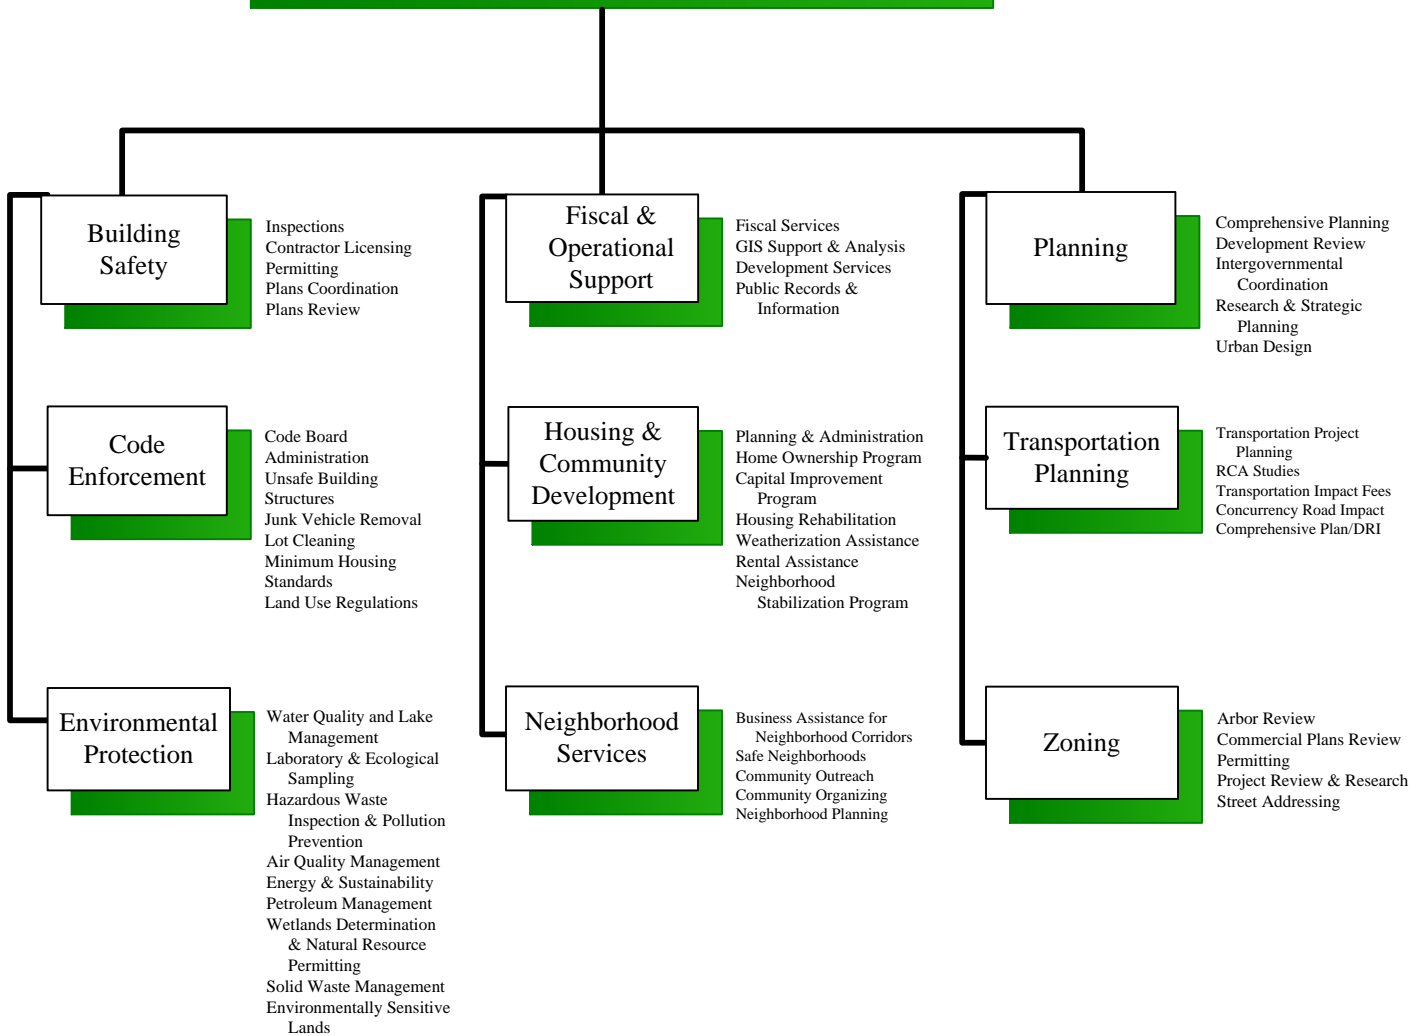 Building
Safety
Inspections
Contractor Licensing
Permitting
Plans Coordination
Plans Review
Fiscal &
Operational
Support
Fiscal Services
GIS Support & Analysis
Development Services
Public Records &
Information
Planning
Comprehensive Planning
Development Review
Intergovernmental
Coordination
Research & Strategic
Planning
Urban Design
Code
Enforcement
Code Board
Administration
Unsafe Building
Structures
Junk Vehicle Removal
Lot Cleaning
Minimum Housing
Standards
Land Use Regulations
Housing &
Community
Development
Planning & Administration
Home Ownership Program
Capital Improvement
Program
Housing Rehabilitation
Weatherization Assistance
Rental Assistance
Neighborhood
Stabilization Program
Transportation
Planning
Transportation Project
Planning
RCA Studies
Transportation Impact Fees
Concurrency Road Impact
Comprehensive Plan/DRI
Environmental
Protection
Water Quality and Lake
Management
Laboratory & Ecological
Sampling
Hazardous Waste
Inspection & Pollution
Prevention
Air Quality Management
Energy & Sustainability
Petroleum Management
Wetlands Determination
& Natural Resource
Permitting
Solid Waste Management
Environmentally Sensitive
Lands
Neighborhood
Services
Business Assistance for
Neighborhood Corridors
Safe Neighborhoods
Community Outreach
Community Organizing
Neighborhood Planning
Zoning
Arbor Review
Commercial Plans Review
Permitting
Project Review & Research
Street Addressing